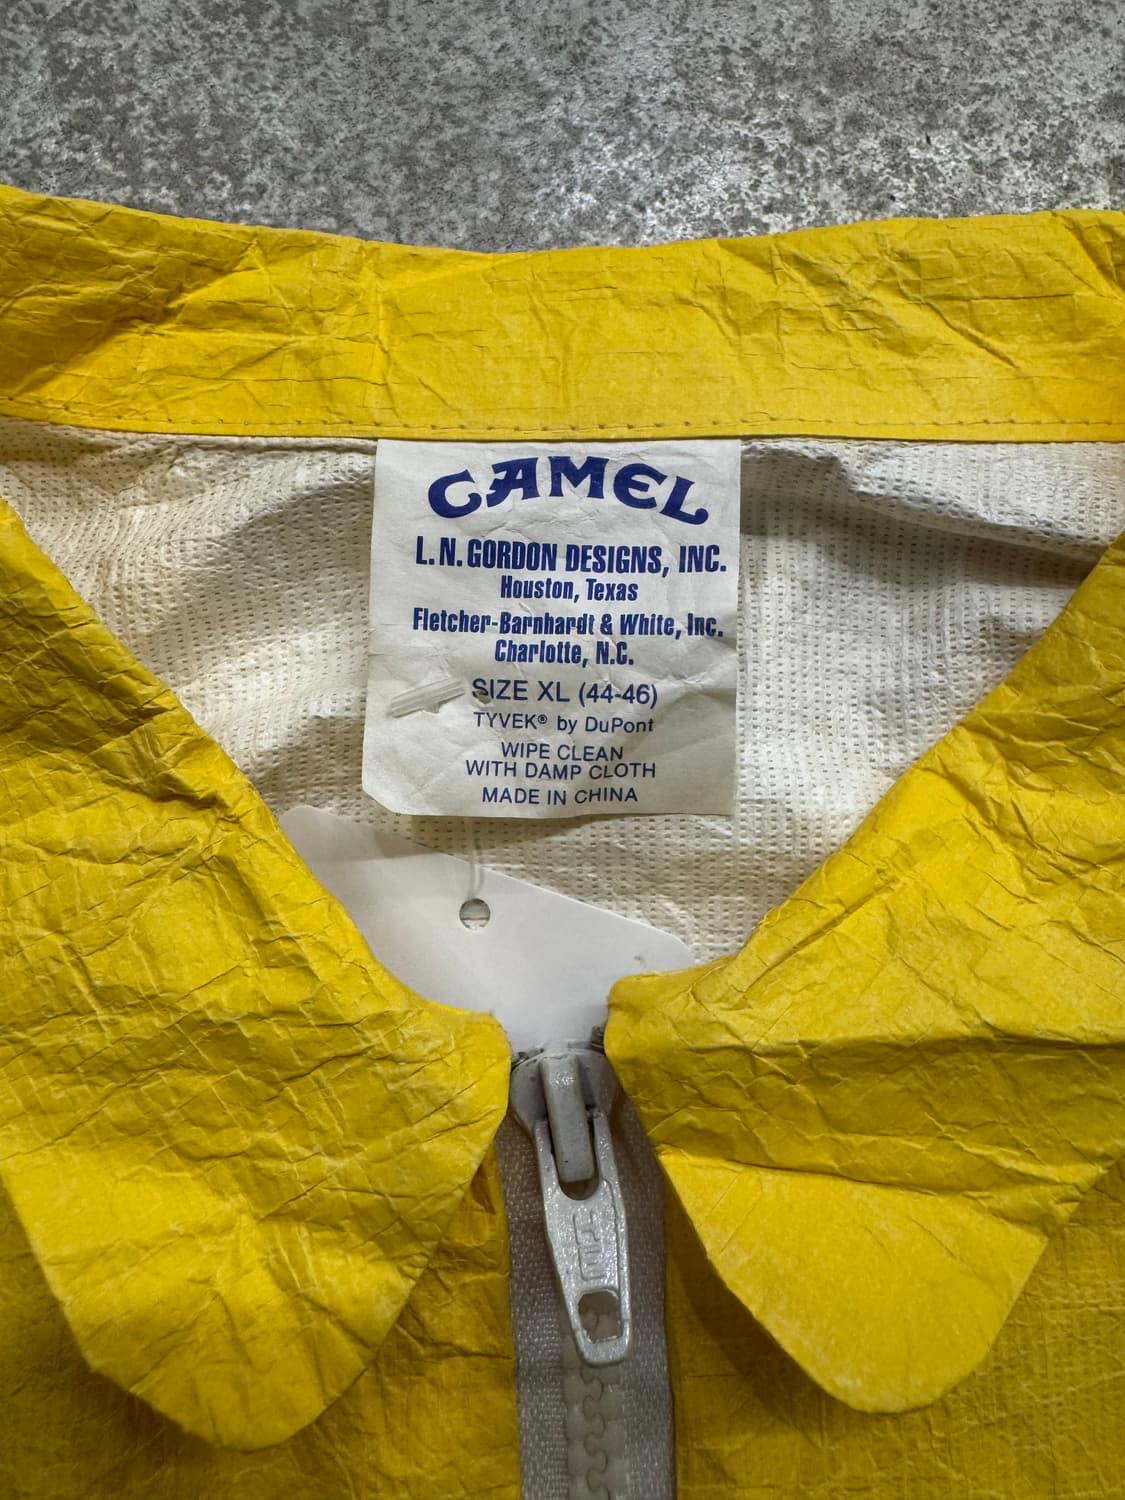 CAMEL
L.N. GORDON DESIGNS, INC.
Houston, Texas
Fletcher-Barnhardt & White, Inc.
Charlotte, N.C.
SIZE XL (44-46)
TYVEK® by DuPont
WIPE CLEAN
WITH DAMP CLOTH
MADE IN CHINA